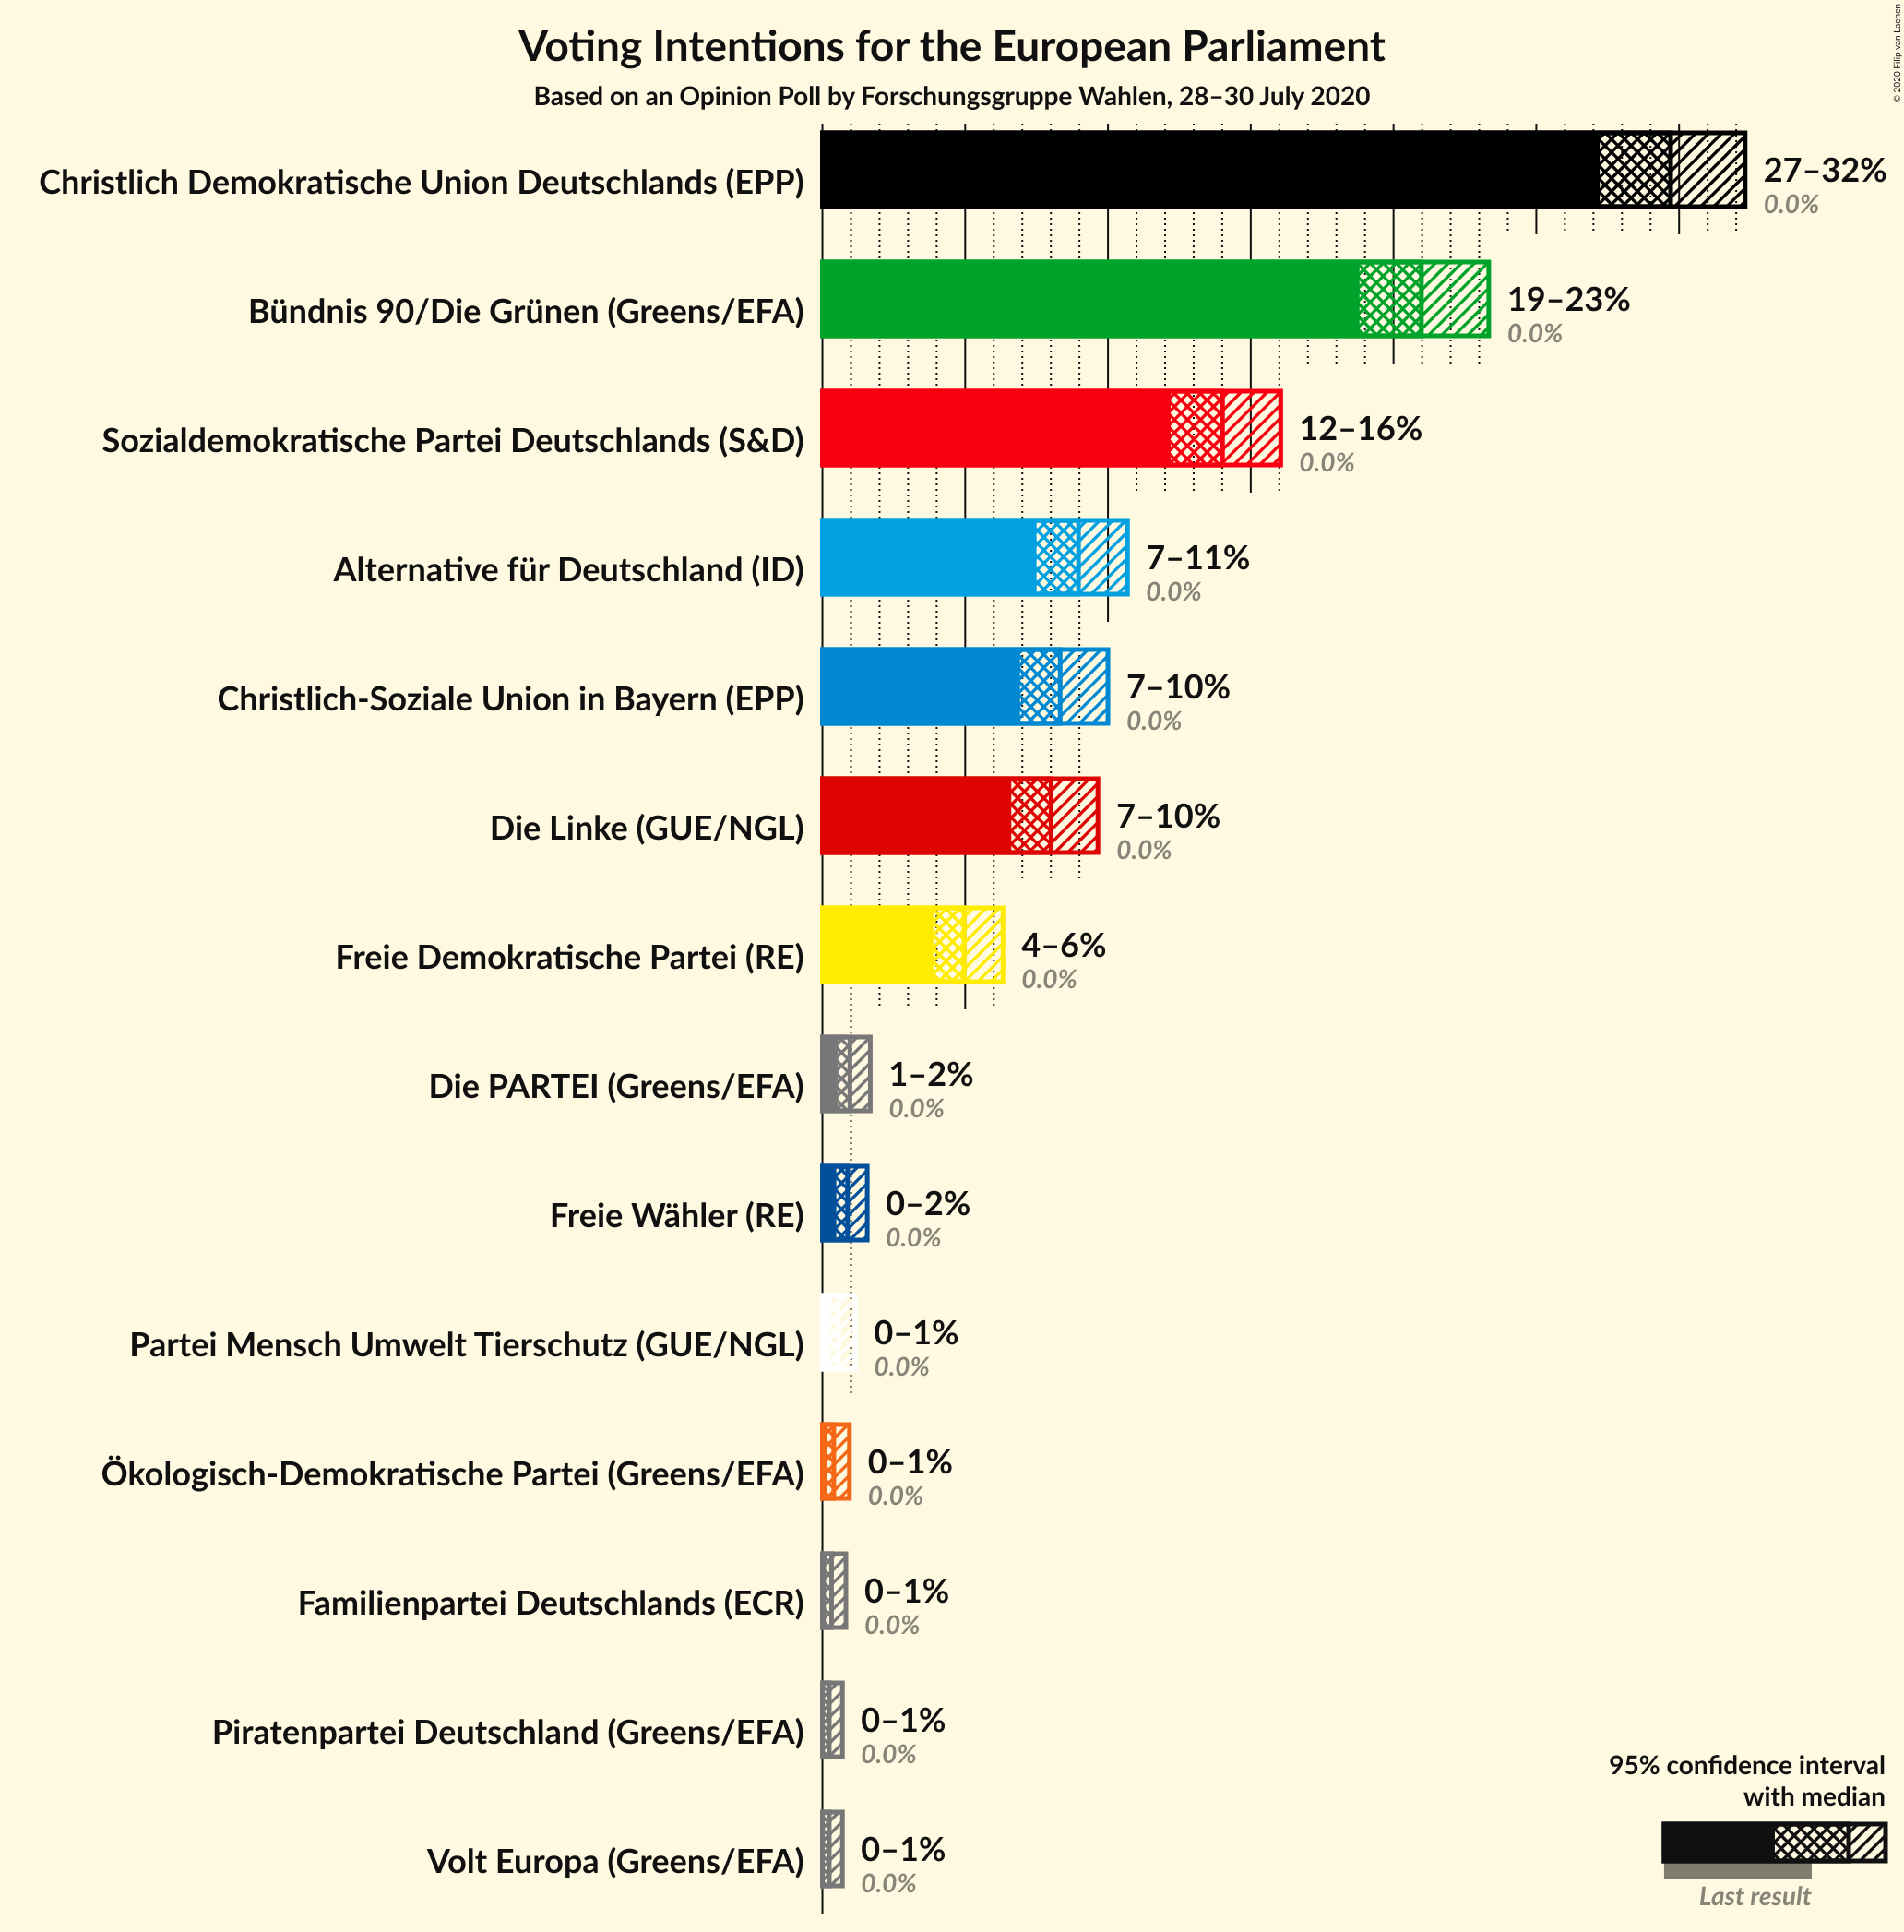 Voting Intentions for the European Parliament
Based on an Opinion Poll by Forschungsgruppe Wahlen, 28–30 July 2020
© 2020 Filip van Laenen
Christlich Demokratische Union Deutschlands (EPP)
27–32%
0.0%
Bündnis 90/Die Grünen (Greens/EFA)
19–23%
0.0%
Sozialdemokratische Partei Deutschlands (S&D)
12–16%
0.0%
Alternative für Deutschland (ID)
7–11%
0.0%
Christlich-Soziale Union in Bayern (EPP)
7–10%
0.0%
Die Linke (GUE/NGL)
7–10%
0.0%
Freie Demokratische Partei (RE)
4–6%
0.0%
Die PARTEI (Greens/EFA)
1–2%
0.0%
Freie Wähler (RE)
0–2%
0.0%
Partei Mensch Umwelt Tierschutz (GUE/NGL)
0–1%
0.0%
Ökologisch-Demokratische Partei (Greens/EFA)
0–1%
0.0%
Familienpartei Deutschlands (ECR)
0–1%
0.0%
Piratenpartei Deutschland (Greens/EFA)
0–1%
0.0%
Volt Europa (Greens/EFA)
0–1%
0.0%
95% confidence interval
with median
Last result